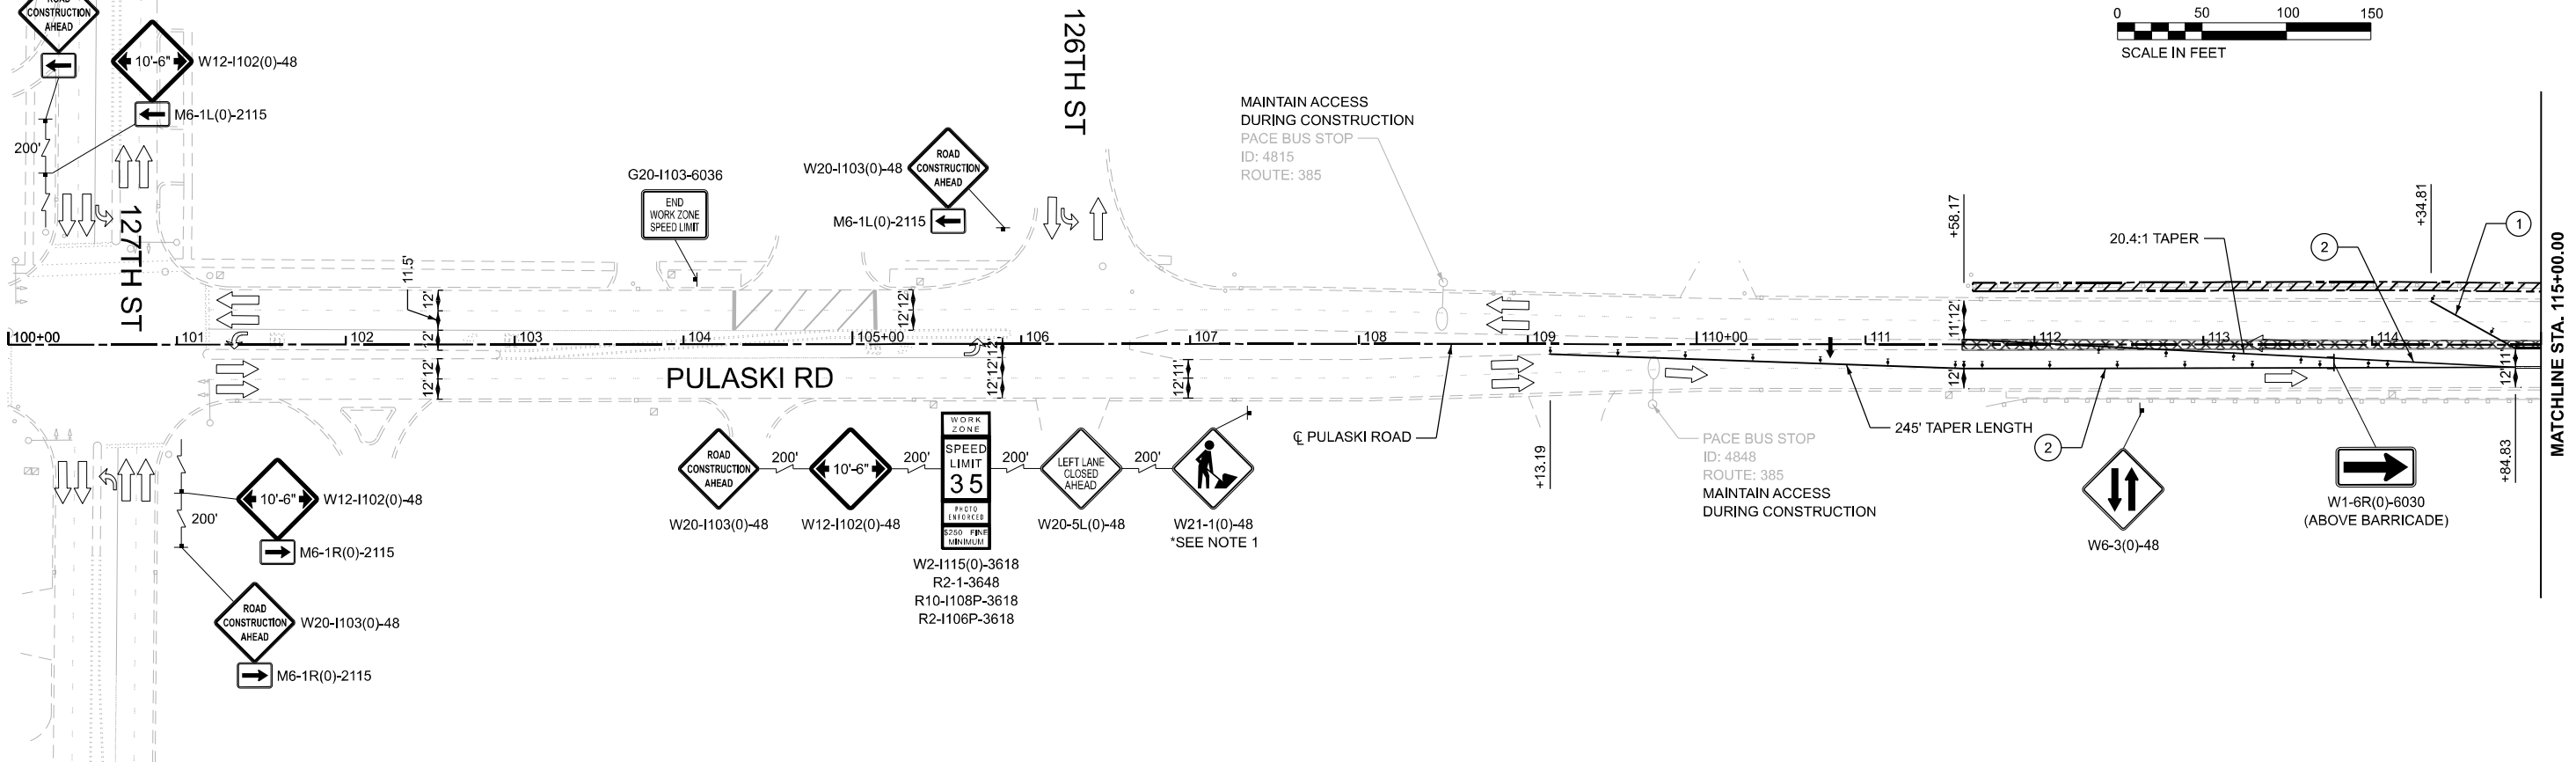 ROAD
CONSTRUCTION
AHEAD
10'-6"
W12-I102(0)-48
M6-1L(0)-2115
200'
127TH ST
126TH ST
G20-I103-6036
END
WORK ZONE
SPEED LIMIT
W20-I103(0)-48
ROAD
CONSTRUCTION
AHEAD
M6-1L(0)-2115
MAINTAIN ACCESS
DURING CONSTRUCTION
PACE BUS STOP
ID: 4815
ROUTE: 385
0 50 100 150
SCALE IN FEET
+58.17
+34.81
20.4:1 TAPER
2
1
MATCHLINE STA. 115+00.00
11.5'
12'
12'
12'
12'
11'
12'
100+00 101 102 103 104 105+00 106 107 108 109 110+00 111 112 113 114
12'
12'
12'
12'
12'
12'
11'
12'
11'
12'
12'
PULASKI RD
℄ PULASKI ROAD
+13.19
245' TAPER LENGTH
2
+84.83
PACE BUS STOP
ID: 4848
ROUTE: 385
MAINTAIN ACCESS
DURING CONSTRUCTION
W6-3(0)-48
W1-6R(0)-6030
(ABOVE BARRICADE)
ROAD
CONSTRUCTION
AHEAD
W20-I103(0)-48
200'
10'-6"
W12-I102(0)-48
200'
WORK
ZONE
SPEED
LIMIT
35
PHOTO
ENFORCED
$250 FINE
MINIMUM
W2-I115(0)-3618
R2-1-3648
R10-I108P-3618
R2-I106P-3618
200'
LEFT LANE
CLOSED
AHEAD
W20-5L(0)-48
200'
W21-1(0)-48
*SEE NOTE 1
10'-6"
W12-I102(0)-48
M6-1R(0)-2115
200'
ROAD
CONSTRUCTION
AHEAD
W20-I103(0)-48
M6-1R(0)-2115